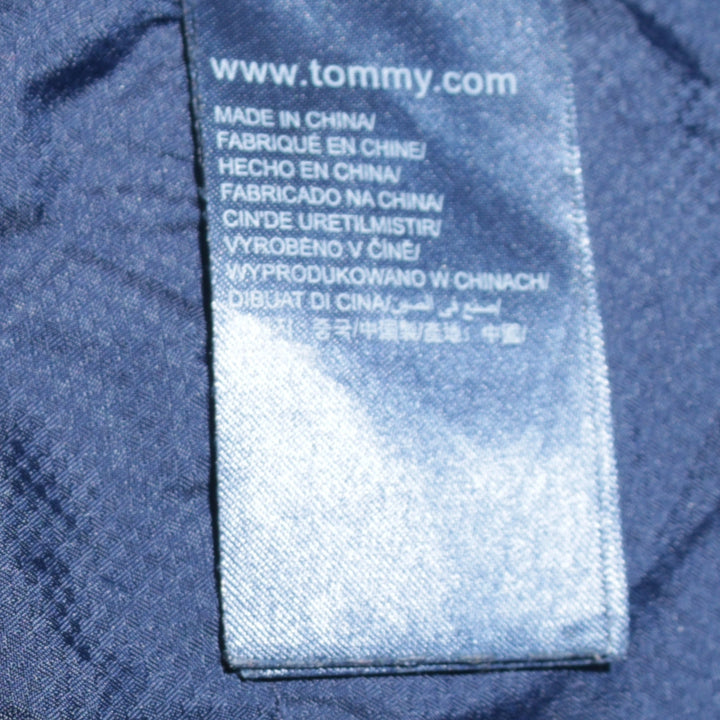 www.tommy.com
MADE IN CHINA/
FABRIQUÉ EN CHINE/
HECHO EN CHINA/
FABRICADO NA CHINA/
CIN'DE URETILMISTIR/
VYROBENO V ČÍNĚ/
WYPRODUKOWANO W CHINACH/
DIBUAT DI CINA/صنع في الصين/
중국/中国製/產地：中國/